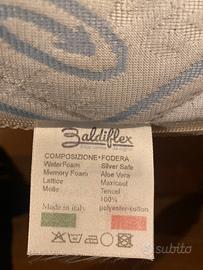 Baldiflex
COMPOSIZIONE • FODERA
WaterFoam Silver Safe
Memory Foam Aloe Vera
Lattice Maxicool
Molle Tencel
100%
Made in italy polyester-cotton
subito